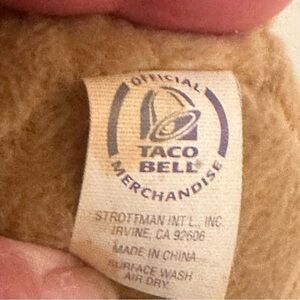 OFFICIAL
TACO
BELL®
MERCHANDISE
STROTTMAN INT'L., INC.
IRVINE, CA 92606
MADE IN CHINA
SURFACE WASH
AIR DRY.